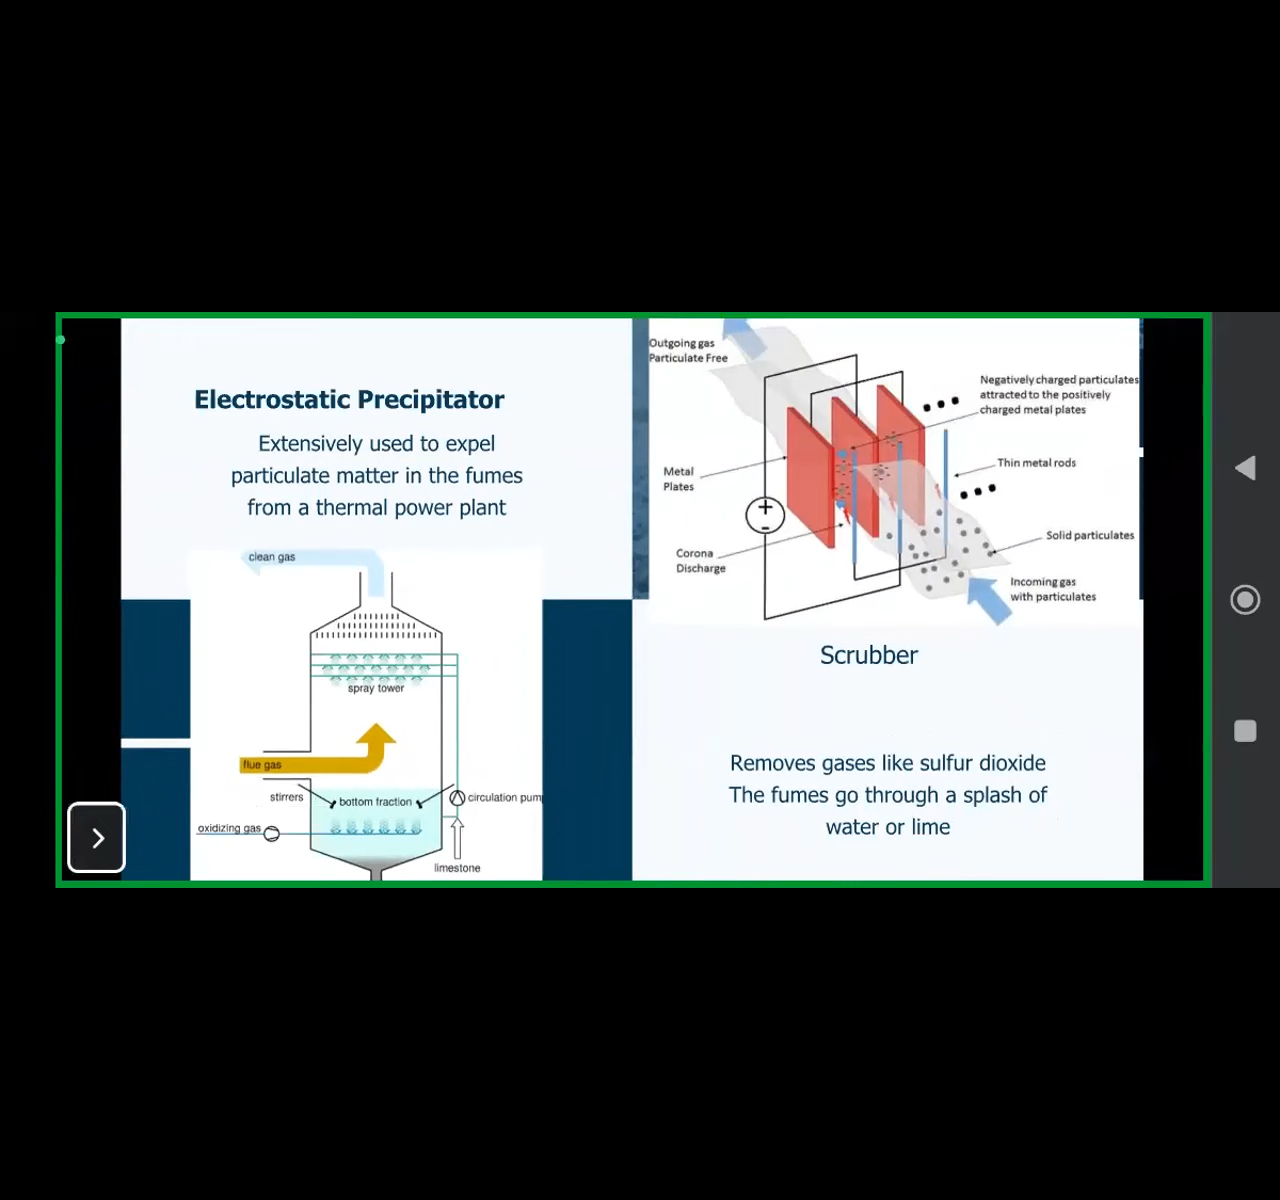 Electrostatic Precipitator
Extensively used to expel
particulate matter in the fumes
from a thermal power plant
Outgoing gas
Particulate Free
Negatively charged particulates
attracted to the positively
charged metal plates
Metal
Plates
Thin metal rods
+
-
Corona
Discharge
Solid particulates
Incoming gas
with particulates
clean gas
spray tower
flue gas
stirrers
bottom fraction
circulation pump
oxidizing gas
limestone
Scrubber
Removes gases like sulfur dioxide
The fumes go through a splash of
water or lime